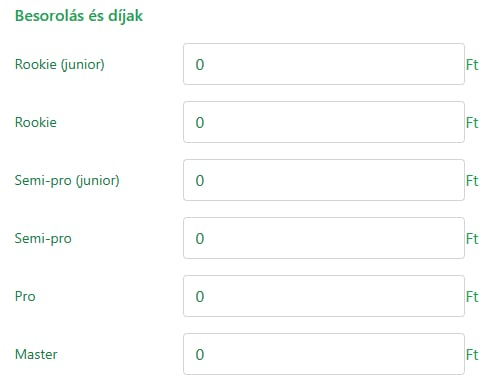 Besorolás és díjak
Rookie (junior) 0 Ft
Rookie 0 Ft
Semi-pro (junior) 0 Ft
Semi-pro 0 Ft
Pro 0 Ft
Master 0 Ft